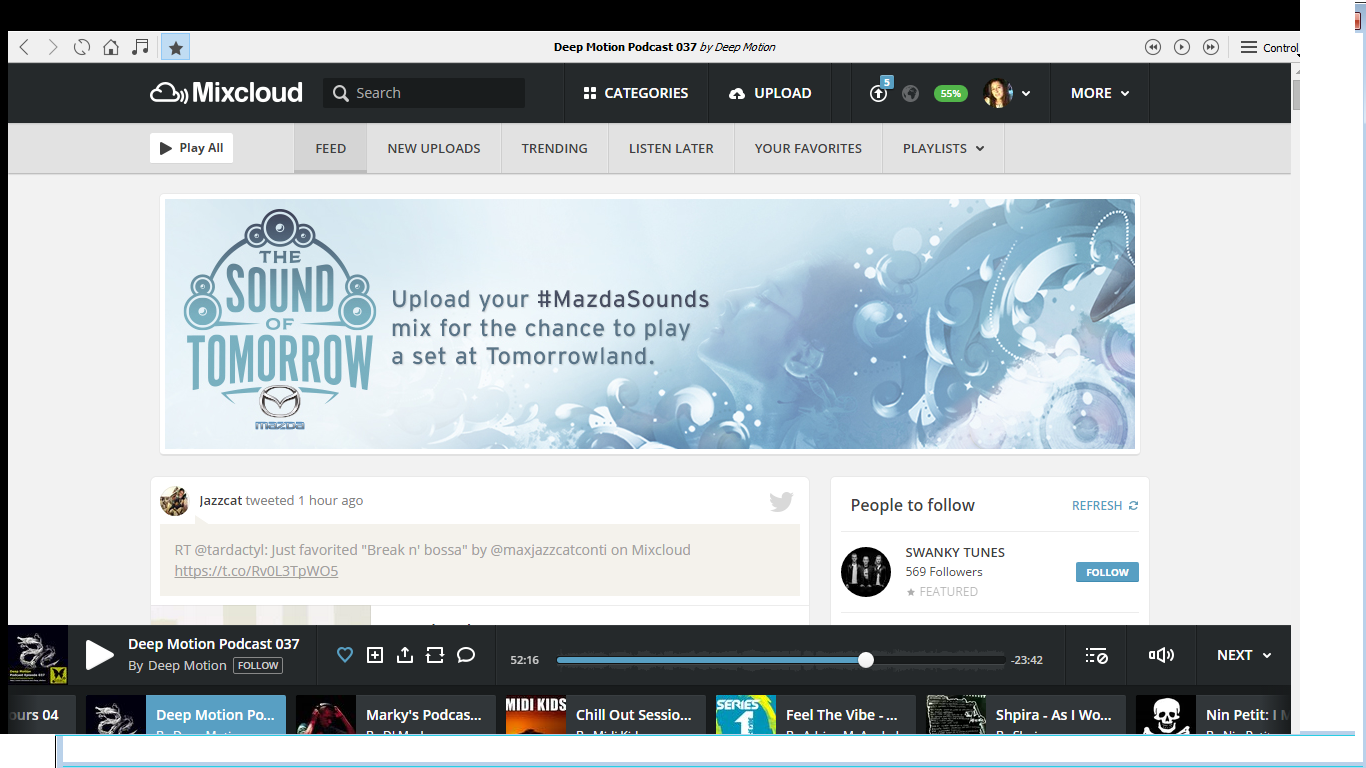 Deep Motion Podcast 037 by Deep Motion
Control
Mixcloud
Search
CATEGORIES
UPLOAD
5
55%
MORE
Play All
FEED
NEW UPLOADS
TRENDING
LISTEN LATER
YOUR FAVORITES
PLAYLISTS
THE
SOUND
OF
TOMORROW
mazda
Upload your #MazdaSounds
mix for the chance to play
a set at Tomorrowland.
Jazzcat tweeted 1 hour ago
RT @tardactyl: Just favorited "Break n' bossa" by @maxjazzcatconti on Mixcloud
https://t.co/Rv0L3TpWO5
People to follow
REFRESH
SWANKY TUNES
569 Followers
FEATURED
FOLLOW
Deep Motion Podcast 037
By Deep Motion FOLLOW
52:16
-23:42
NEXT
ours 04
Deep Motion Po...
Marky's Podcas...
MIDI KIDS
Chill Out Sessio...
SERIES
1
Feel The Vibe - ...
Shpira - As I Wo...
Nin Petit: I M